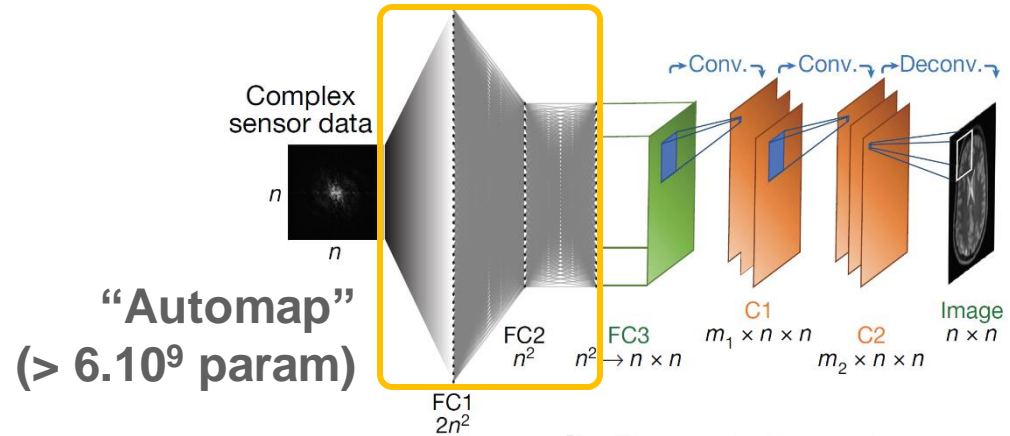 Complex
sensor data
n
n
“Automap”
(> 6.10⁹ param)
FC1
2n²
FC2
n²
FC3
n² → n × n
Conv.
Conv.
Deconv.
C1
m₁ × n × n
C2
m₂ × n × n
Image
n × n